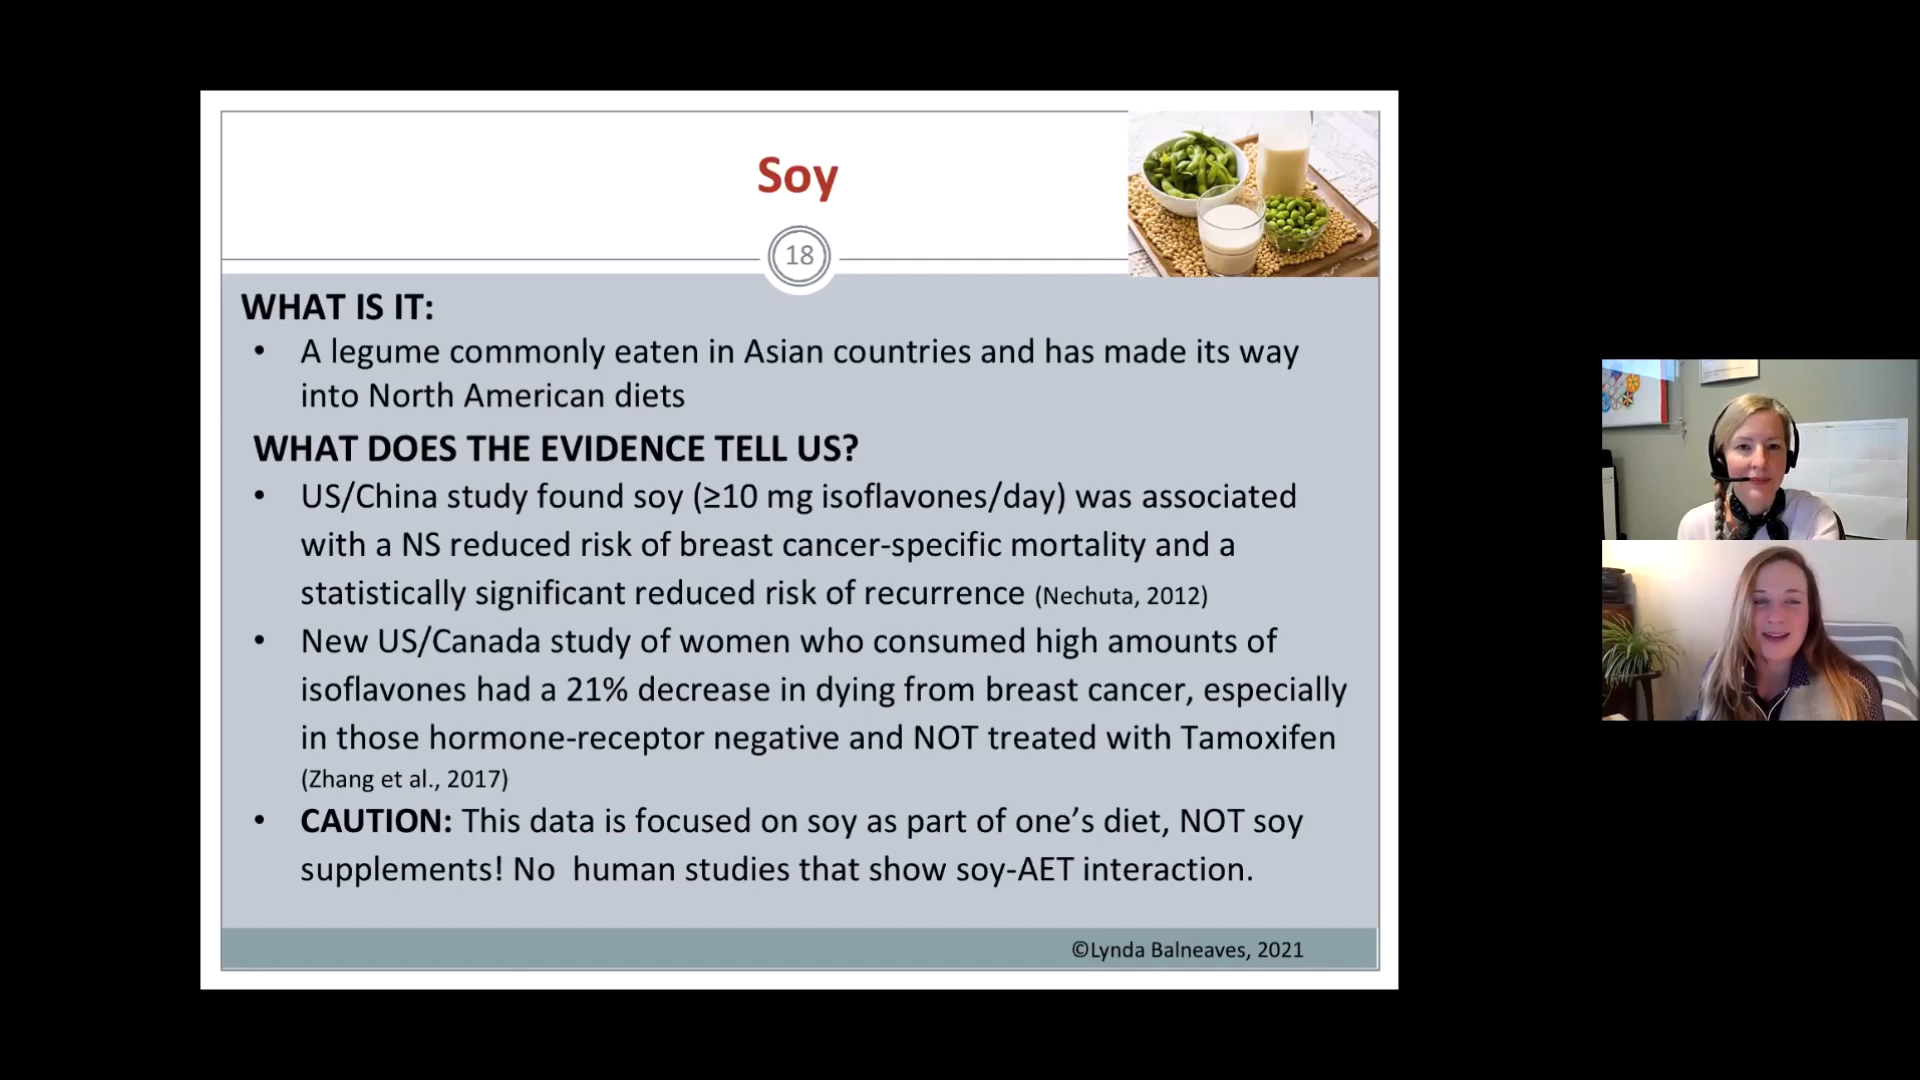 Soy
18
WHAT IS IT:
• A legume commonly eaten in Asian countries and has made its way
into North American diets
WHAT DOES THE EVIDENCE TELL US?
• US/China study found soy (≥10 mg isoflavones/day) was associated
with a NS reduced risk of breast cancer-specific mortality and a
statistically significant reduced risk of recurrence (Nechuta, 2012)
• New US/Canada study of women who consumed high amounts of
isoflavones had a 21% decrease in dying from breast cancer, especially
in those hormone-receptor negative and NOT treated with Tamoxifen
(Zhang et al., 2017)
• CAUTION: This data is focused on soy as part of one’s diet, NOT soy
supplements! No  human studies that show soy-AET interaction.
©Lynda Balneaves, 2021